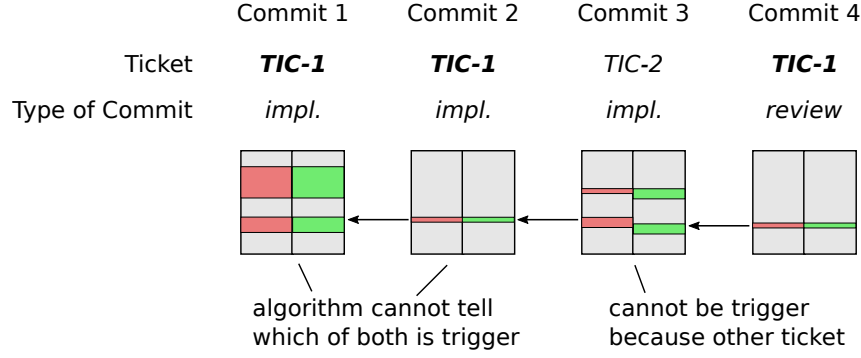 Commit 1 Commit 2 Commit 3 Commit 4
Ticket TIC-1 TIC-1 TIC-2 TIC-1
Type of Commit impl. impl. impl. review
algorithm cannot tell
which of both is trigger
cannot be trigger
because other ticket